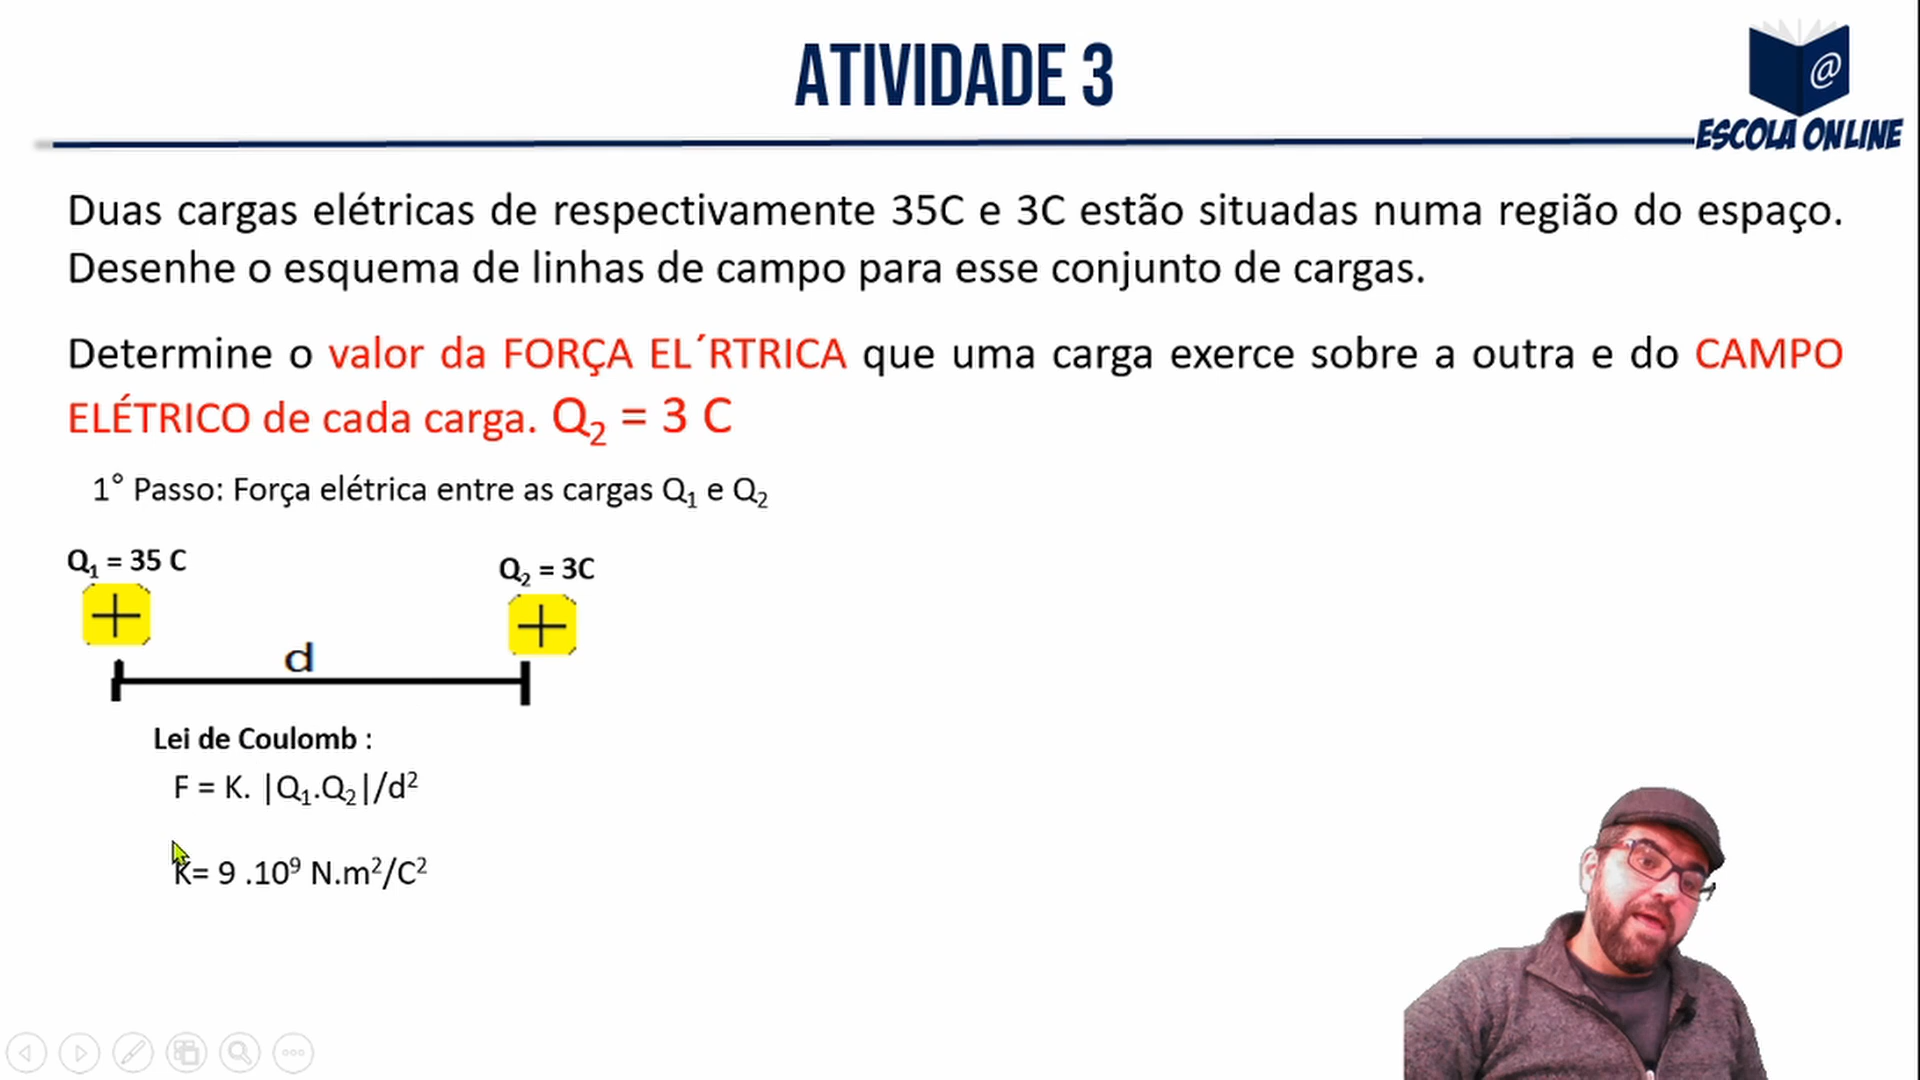 ATIVIDADE 3
@
ESCOLA ONLINE
Duas cargas elétricas de respectivamente 35C e 3C estão situadas numa região do espaço.
Desenhe o esquema de linhas de campo para esse conjunto de cargas.
Determine o valor da FORÇA EL´RTRICA que uma carga exerce sobre a outra e do CAMPO
ELÉTRICO de cada carga. Q₂ = 3 C
1° Passo: Força elétrica entre as cargas Q₁ e Q₂
Q₁ = 35 C
Q₂ = 3C
+
+
d
Lei de Coulomb :
F = K. |Q₁.Q₂|/d²
K= 9 .10⁹ N.m²/C²